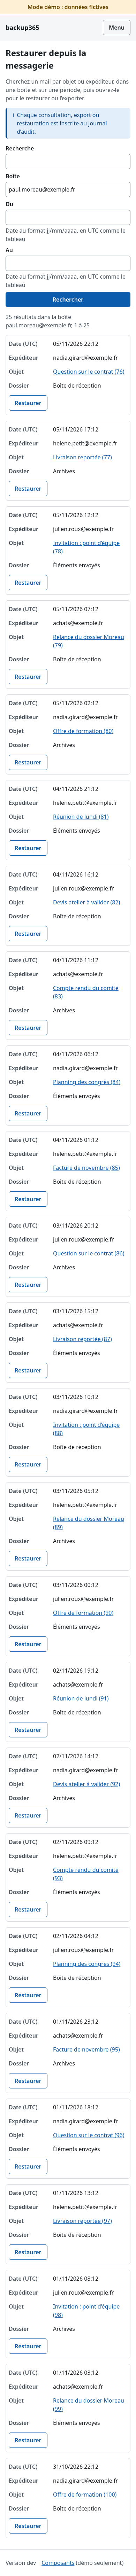 Mode démo : données fictives
backup365
Menu
Restaurer depuis la
messagerie
Cherchez un mail par objet ou expéditeur, dans
une boîte et sur une période, puis ouvrez-le
pour le restaurer ou l'exporter.
i Chaque consultation, export ou
restauration est inscrite au journal
d'audit.
Recherche
Boîte
paul.moreau@exemple.fr
Du
Date au format jj/mm/aaaa, en UTC comme le
tableau
Au
Date au format jj/mm/aaaa, en UTC comme le
tableau
Rechercher
25 résultats dans la boîte
paul.moreau@exemple.fr, 1 à 25
Date (UTC) 05/11/2026 22:12
Expéditeur nadia.girard@exemple.fr
Objet Question sur le contrat (76)
Dossier Boîte de réception
Restaurer
Date (UTC) 05/11/2026 17:12
Expéditeur helene.petit@exemple.fr
Objet Livraison reportée (77)
Dossier Archives
Restaurer
Date (UTC) 05/11/2026 12:12
Expéditeur julien.roux@exemple.fr
Objet Invitation : point d'équipe
(78)
Dossier Éléments envoyés
Restaurer
Date (UTC) 05/11/2026 07:12
Expéditeur achats@exemple.fr
Objet Relance du dossier Moreau
(79)
Dossier Boîte de réception
Restaurer
Date (UTC) 05/11/2026 02:12
Expéditeur nadia.girard@exemple.fr
Objet Offre de formation (80)
Dossier Archives
Restaurer
Date (UTC) 04/11/2026 21:12
Expéditeur helene.petit@exemple.fr
Objet Réunion de lundi (81)
Dossier Éléments envoyés
Restaurer
Date (UTC) 04/11/2026 16:12
Expéditeur julien.roux@exemple.fr
Objet Devis atelier à valider (82)
Dossier Boîte de réception
Restaurer
Date (UTC) 04/11/2026 11:12
Expéditeur achats@exemple.fr
Objet Compte rendu du comité
(83)
Dossier Archives
Restaurer
Date (UTC) 04/11/2026 06:12
Expéditeur nadia.girard@exemple.fr
Objet Planning des congrès (84)
Dossier Éléments envoyés
Restaurer
Date (UTC) 04/11/2026 01:12
Expéditeur helene.petit@exemple.fr
Objet Facture de novembre (85)
Dossier Boîte de réception
Restaurer
Date (UTC) 03/11/2026 20:12
Expéditeur julien.roux@exemple.fr
Objet Question sur le contrat (86)
Dossier Archives
Restaurer
Date (UTC) 03/11/2026 15:12
Expéditeur achats@exemple.fr
Objet Livraison reportée (87)
Dossier Éléments envoyés
Restaurer
Date (UTC) 03/11/2026 10:12
Expéditeur nadia.girard@exemple.fr
Objet Invitation : point d'équipe
(88)
Dossier Boîte de réception
Restaurer
Date (UTC) 03/11/2026 05:12
Expéditeur helene.petit@exemple.fr
Objet Relance du dossier Moreau
(89)
Dossier Archives
Restaurer
Date (UTC) 03/11/2026 00:12
Expéditeur julien.roux@exemple.fr
Objet Offre de formation (90)
Dossier Éléments envoyés
Restaurer
Date (UTC) 02/11/2026 19:12
Expéditeur achats@exemple.fr
Objet Réunion de lundi (91)
Dossier Boîte de réception
Restaurer
Date (UTC) 02/11/2026 14:12
Expéditeur nadia.girard@exemple.fr
Objet Devis atelier à valider (92)
Dossier Archives
Restaurer
Date (UTC) 02/11/2026 09:12
Expéditeur helene.petit@exemple.fr
Objet Compte rendu du comité
(93)
Dossier Éléments envoyés
Restaurer
Date (UTC) 02/11/2026 04:12
Expéditeur julien.roux@exemple.fr
Objet Planning des congrès (94)
Dossier Boîte de réception
Restaurer
Date (UTC) 01/11/2026 23:12
Expéditeur achats@exemple.fr
Objet Facture de novembre (95)
Dossier Archives
Restaurer
Date (UTC) 01/11/2026 18:12
Expéditeur nadia.girard@exemple.fr
Objet Question sur le contrat (96)
Dossier Éléments envoyés
Restaurer
Date (UTC) 01/11/2026 13:12
Expéditeur helene.petit@exemple.fr
Objet Livraison reportée (97)
Dossier Boîte de réception
Restaurer
Date (UTC) 01/11/2026 08:12
Expéditeur julien.roux@exemple.fr
Objet Invitation : point d'équipe
(98)
Dossier Archives
Restaurer
Date (UTC) 01/11/2026 03:12
Expéditeur achats@exemple.fr
Objet Relance du dossier Moreau
(99)
Dossier Éléments envoyés
Restaurer
Date (UTC) 31/10/2026 22:12
Expéditeur nadia.girard@exemple.fr
Objet Offre de formation (100)
Dossier Boîte de réception
Restaurer
Version dev Composants (démo seulement)